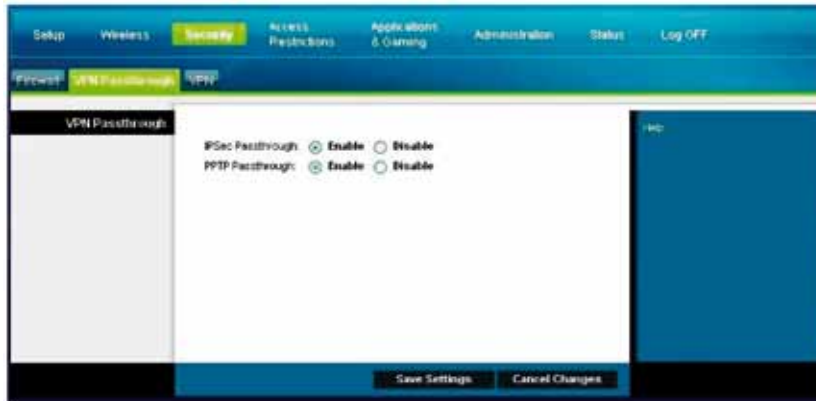 Setup Wireless Security Access Restrictions Applications & Gaming Administration Status Log OFF
Firewall VPN Passthrough VPN
VPN Passthrough
Help
IPSec Passthrough: Enable Disable
PPTP Passthrough: Enable Disable
Save Settings Cancel Changes